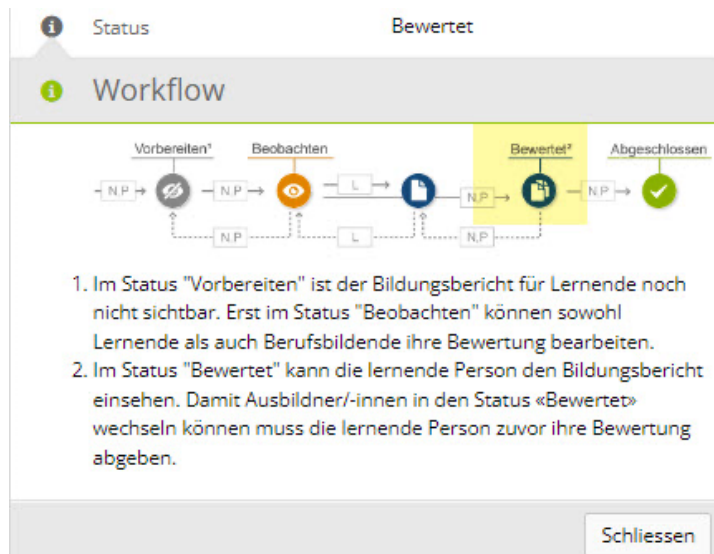 Status Bewertet
Workflow
Vorbereiten¹ Beobachten Bewertet² Abgeschlossen
N,P N,P L N,P N,P
N,P L N,P
1. Im Status "Vorbereiten" ist der Bildungsbericht für Lernende noch
nicht sichtbar. Erst im Status "Beobachten" können sowohl
Lernende als auch Berufsbildende ihre Bewertung bearbeiten.
2. Im Status "Bewertet" kann die lernende Person den Bildungsbericht
einsehen. Damit Ausbildner/-innen in den Status «Bewertet»
wechseln können muss die lernende Person zuvor ihre Bewertung
abgeben.
Schliessen